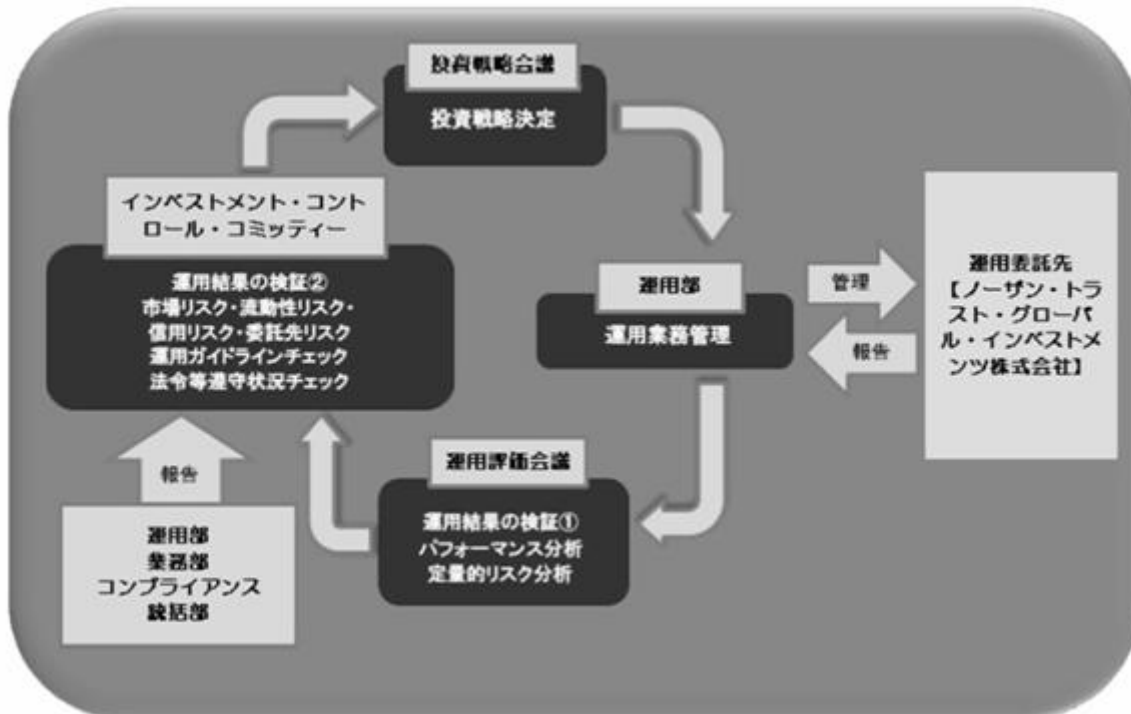 投資戦略会議
投資戦略決定
インベストメント・コント
ロール・コミッティー
運用結果の検証②
市場リスク・流動性リスク・
信用リスク・委託先リスク
運用ガイドラインチェック
法令等遵守状況チェック
運用部
運用業務管理
管理
報告
運用委託先
【ノーザン・トラ
スト・グローバ
ル・インベストメ
ンツ株式会社】
運用評価会議
運用結果の検証①
パフォーマンス分析
定量的リスク分析
報告
運用部
業務部
コンプライアンス
統括部